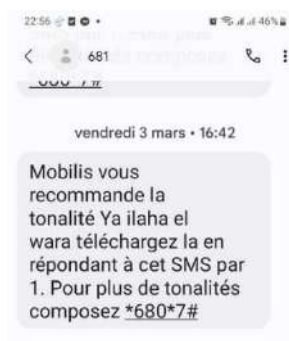 22:56
46%
681
vendredi 3 mars • 16:42
Mobilis vous
recommande la
tonalité Ya ilaha el
wara téléchargez la en
répondant à cet SMS par
1. Pour plus de tonalités
composez *680*7#